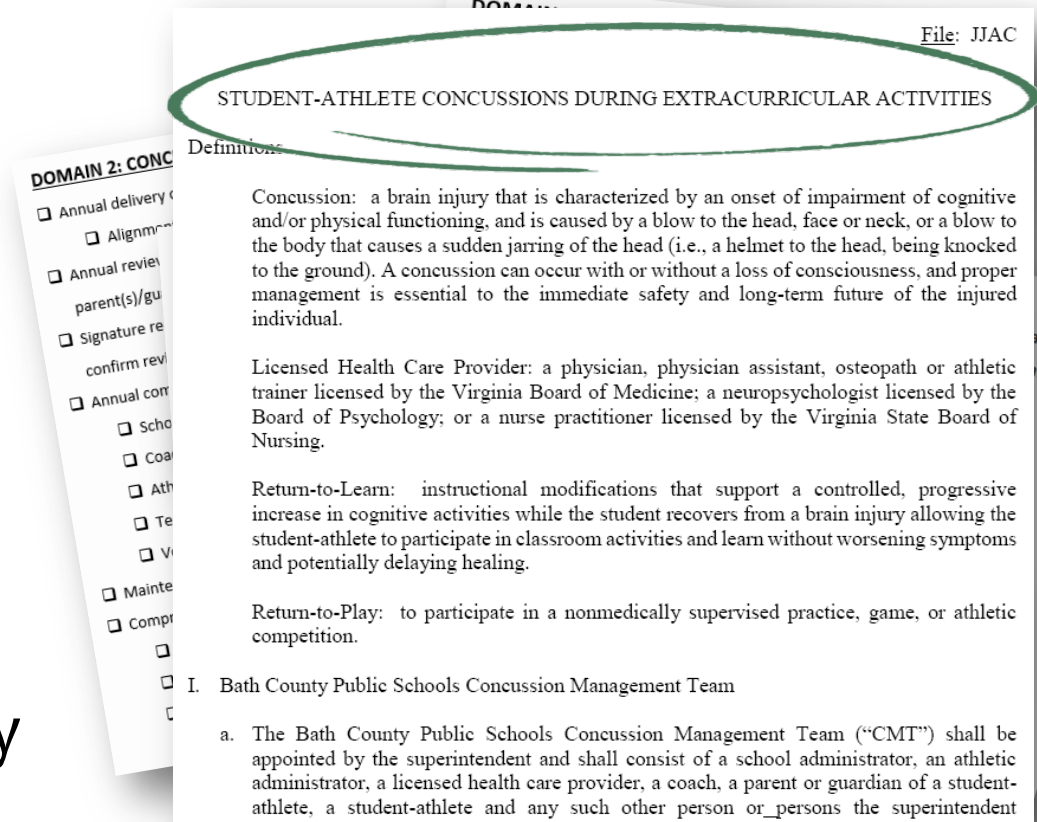 DOMAIN
File: JJAC
STUDENT-ATHLETE CONCUSSIONS DURING EXTRACURRICULAR ACTIVITIES
Definitions
Concussion: a brain injury that is characterized by an onset of impairment of cognitive
and/or physical functioning, and is caused by a blow to the head, face or neck, or a blow to
the body that causes a sudden jarring of the head (i.e., a helmet to the head, being knocked
to the ground). A concussion can occur with or without a loss of consciousness, and proper
management is essential to the immediate safety and long-term future of the injured
individual.
Licensed Health Care Provider: a physician, physician assistant, osteopath or athletic
trainer licensed by the Virginia Board of Medicine; a neuropsychologist licensed by the
Board of Psychology; or a nurse practitioner licensed by the Virginia State Board of
Nursing.
Return-to-Learn: instructional modifications that support a controlled, progressive
increase in cognitive activities while the student recovers from a brain injury allowing the
student-athlete to participate in classroom activities and learn without worsening symptoms
and potentially delaying healing.
Return-to-Play: to participate in a nonmedically supervised practice, game, or athletic
competition.
I. Bath County Public Schools Concussion Management Team
a. The Bath County Public Schools Concussion Management Team (“CMT”) shall be
appointed by the superintendent and shall consist of a school administrator, an athletic
administrator, a licensed health care provider, a coach, a parent or guardian of a student-
athlete, a student-athlete and any such other person or persons the superintendent
DOMAIN 2: CONC
Annual delivery
Annual
parent(s)/gu
Signature re
confirm revi
Annual com
Scho
Coa
Ath
Te
Mainte
Compr
y